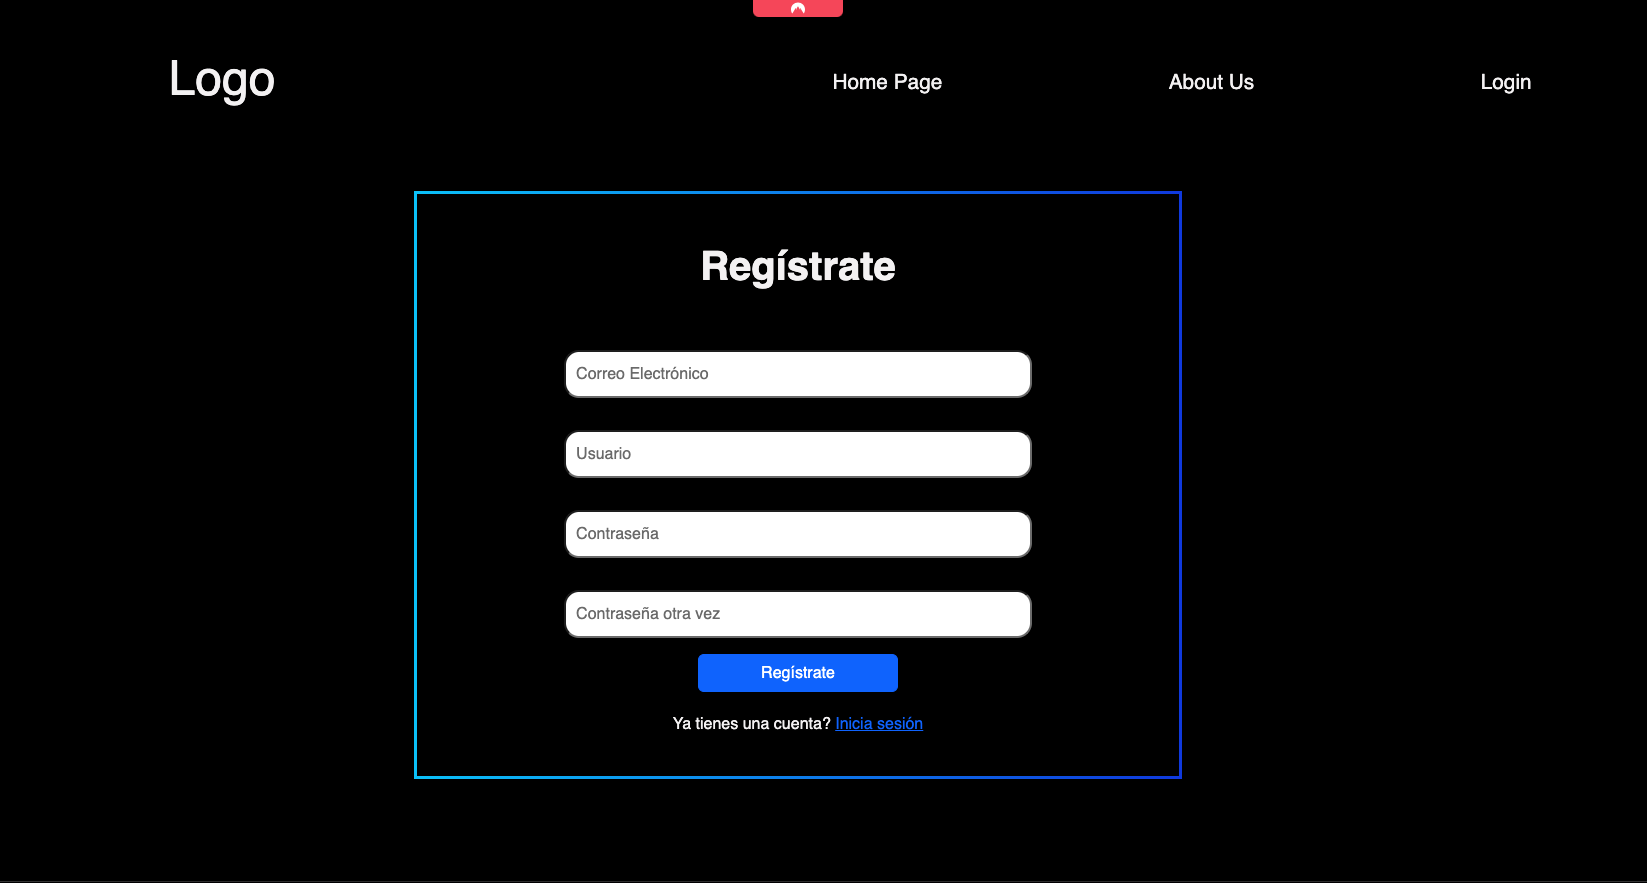 Logo
Home Page
About Us
Login
Regístrate
Correo Electrónico
Usuario
Contraseña
Contraseña otra vez
Regístrate
Ya tienes una cuenta? Inicia sesión